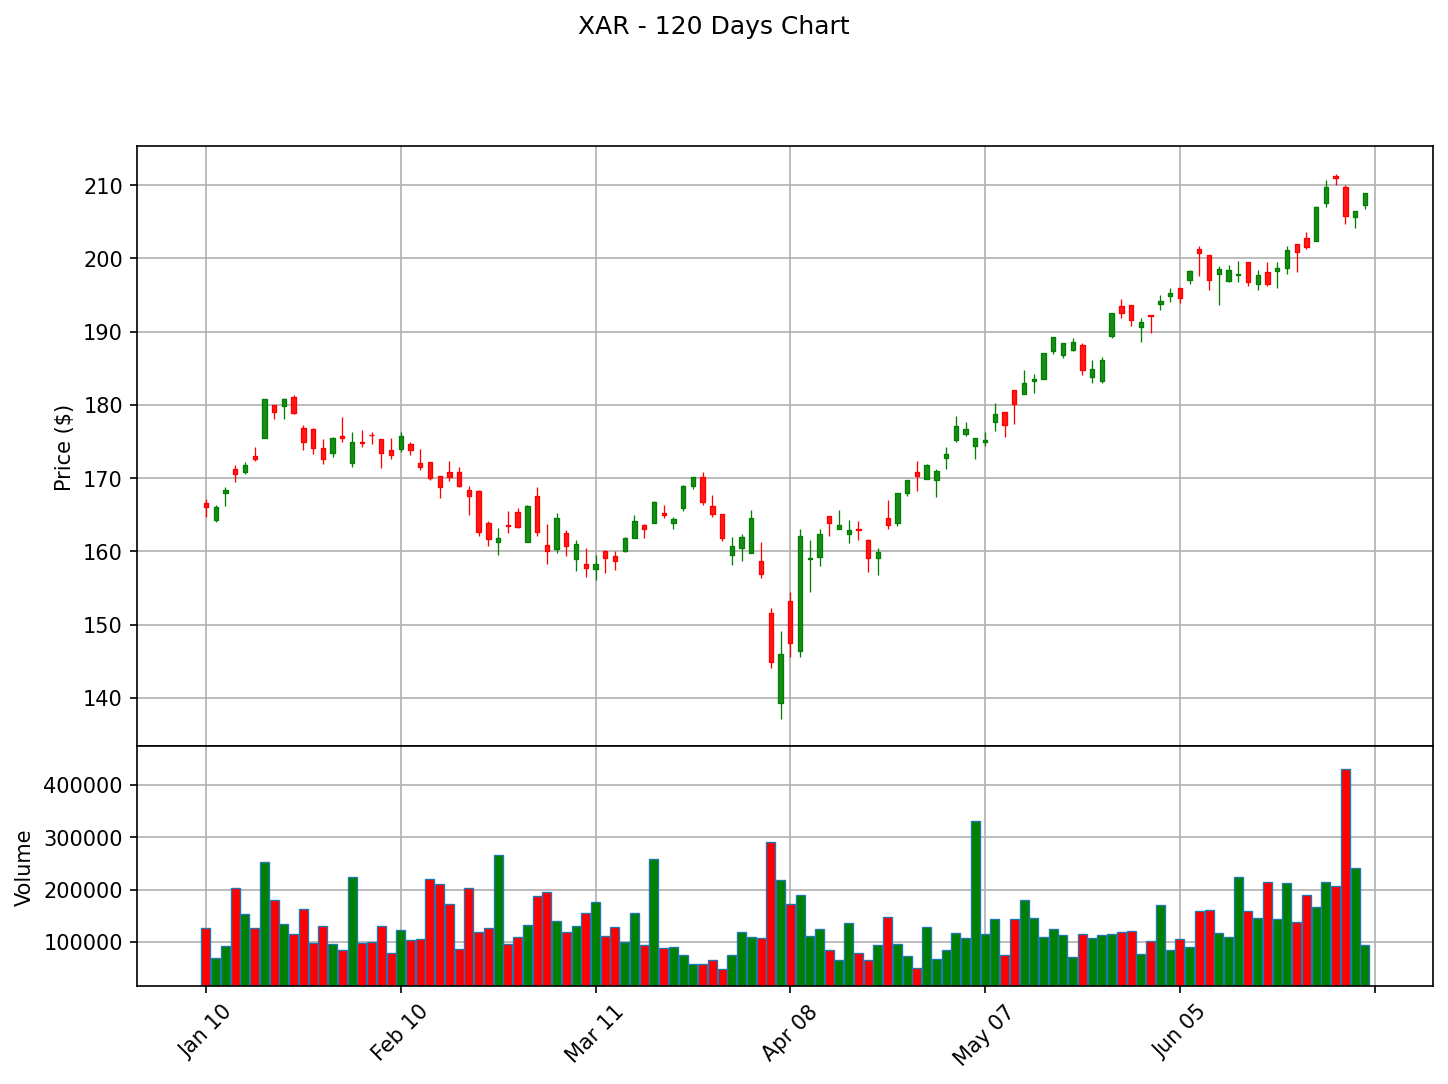 XAR - 120 Days Chart
Price ($)
210
200
190
180
170
160
150
140
Volume
400000
300000
200000
100000
Jan 10
Feb 10
Mar 11
Apr 08
May 07
Jun 05